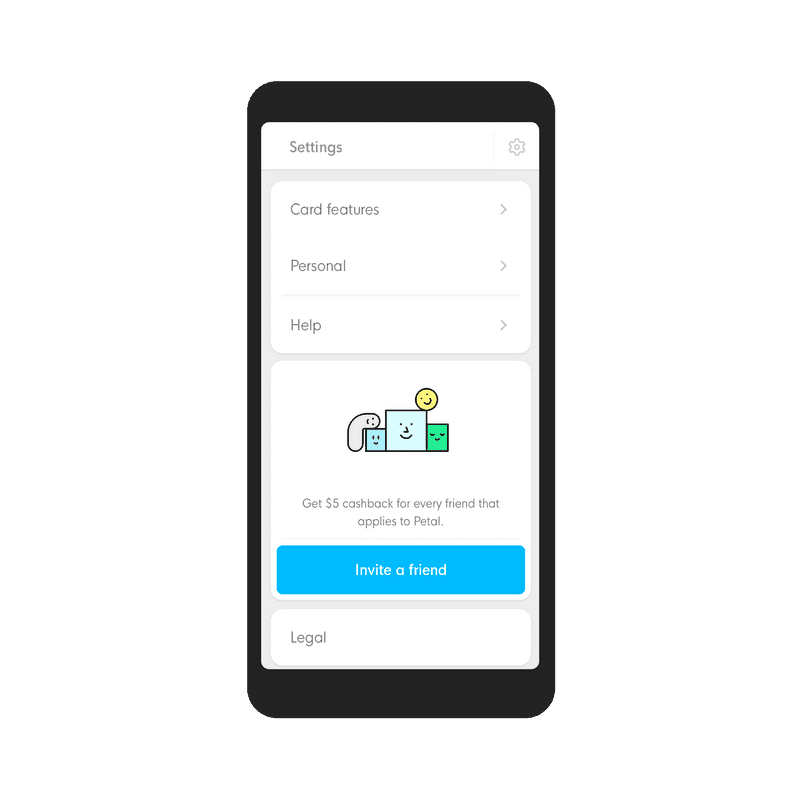 Settings
Card features
Personal
Help
Get $5 cashback for every friend that
applies to Petal.
Invite a friend
Legal